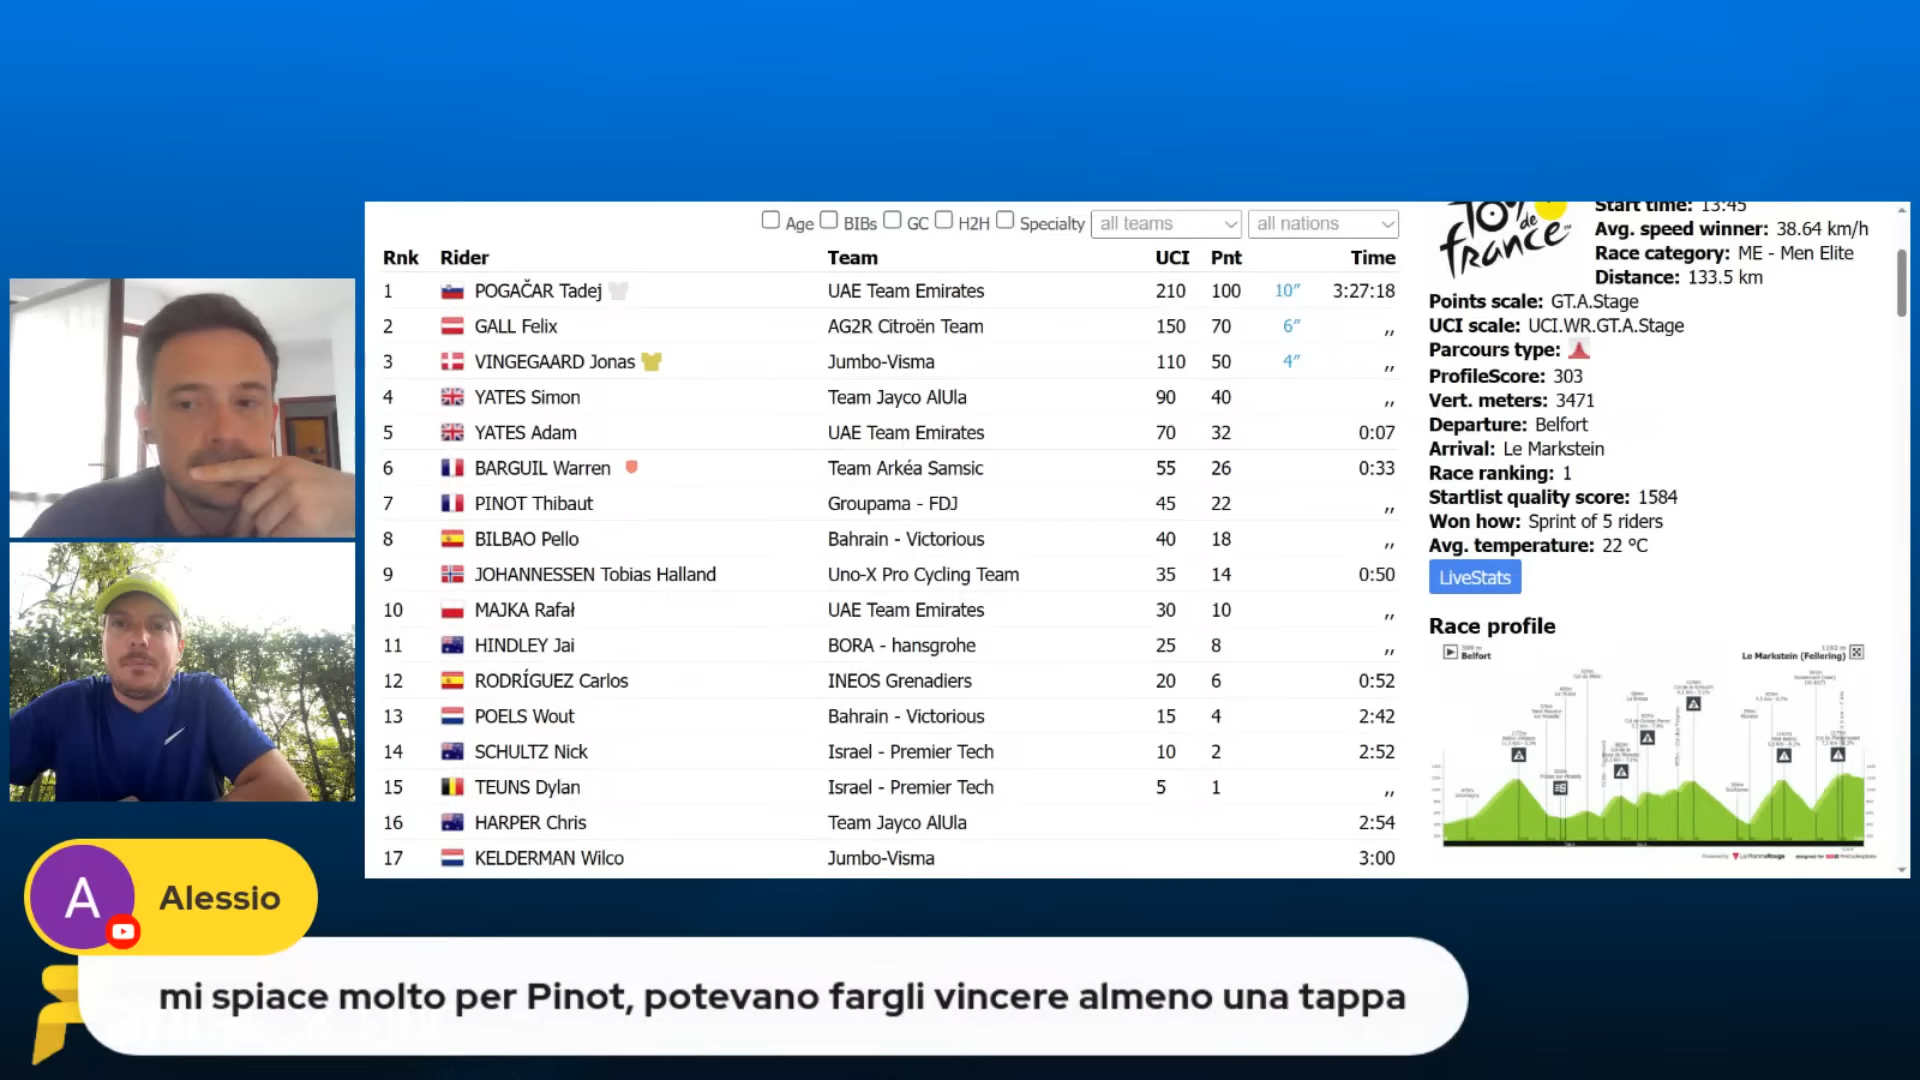 Age BIBs GC H2H Specialty all teams all nations
Rnk Rider Team UCI Pnt Time
1 POGAČAR Tadej UAE Team Emirates 210 100 10″ 3:27:18
2 GALL Felix AG2R Citroën Team 150 70 6″ ,,
3 VINGEGAARD Jonas Jumbo-Visma 110 50 4″ ,,
4 YATES Simon Team Jayco AlUla 90 40 ,,
5 YATES Adam UAE Team Emirates 70 32 0:07
6 BARGUIL Warren Team Arkéa Samsic 55 26 0:33
7 PINOT Thibaut Groupama - FDJ 45 22 ,,
8 BILBAO Pello Bahrain - Victorious 40 18 ,,
9 JOHANNESSEN Tobias Halland Uno-X Pro Cycling Team 35 14 0:50
10 MAJKA Rafał UAE Team Emirates 30 10 ,,
11 HINDLEY Jai BORA - hansgrohe 25 8 ,,
12 RODRÍGUEZ Carlos INEOS Grenadiers 20 6 0:52
13 POELS Wout Bahrain - Victorious 15 4 2:42
14 SCHULTZ Nick Israel - Premier Tech 10 2 2:52
15 TEUNS Dylan Israel - Premier Tech 5 1 ,,
16 HARPER Chris Team Jayco AlUla 2:54
17 KELDERMAN Wilco Jumbo-Visma 3:00
Tour de france
Start time: 13:45
Avg. speed winner: 38.64 km/h
Race category: ME - Men Elite
Distance: 133.5 km
Points scale: GT.A.Stage
UCI scale: UCI.WR.GT.A.Stage
Parcours type:
ProfileScore: 303
Vert. meters: 3471
Departure: Belfort
Arrival: Le Markstein
Race ranking: 1
Startlist quality score: 1584
Won how: Sprint of 5 riders
Avg. temperature: 22 °C
LiveStats
Race profile
Belfort
Le Markstein (Fellering)
A Alessio
mi spiace molto per Pinot, potevano fargli vincere almeno una tappa